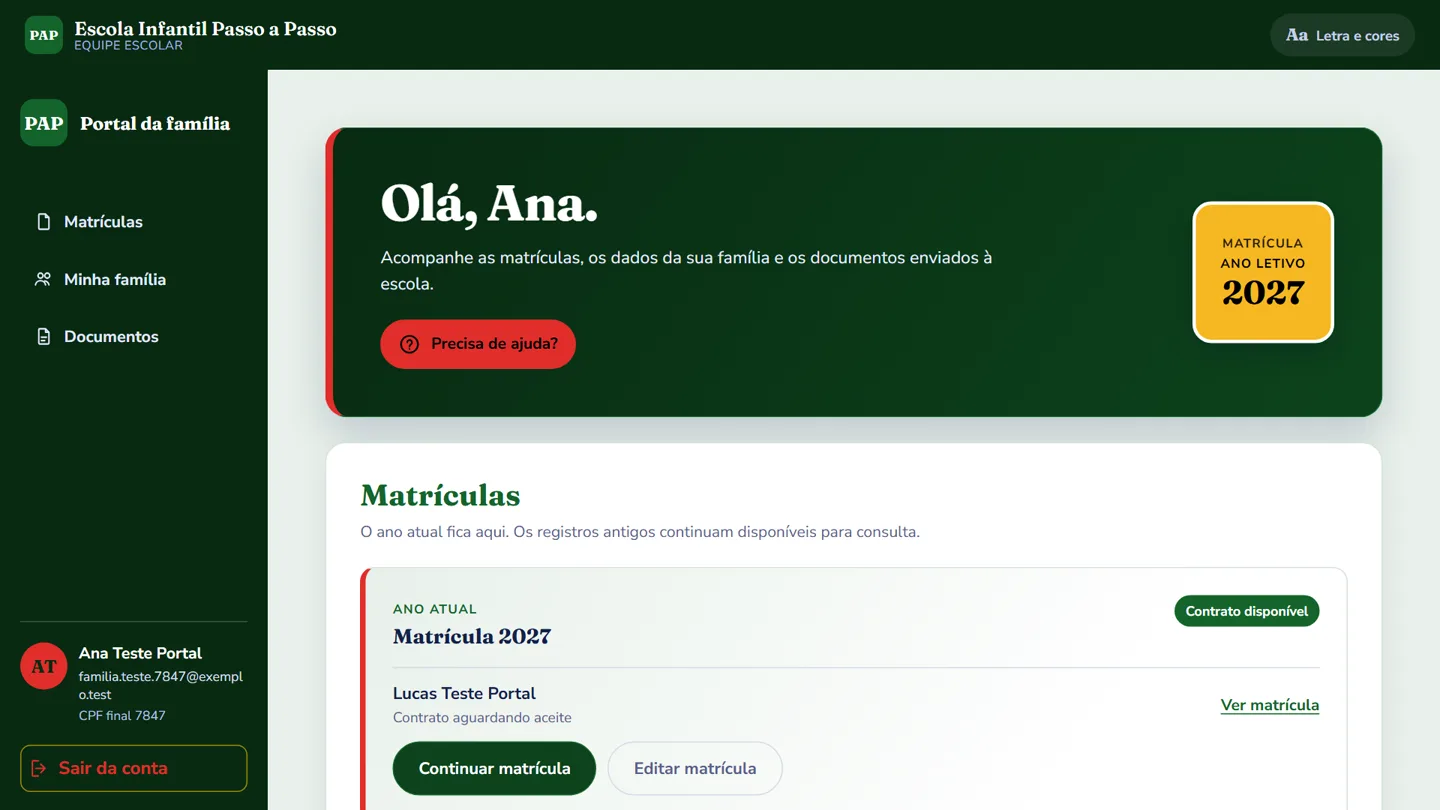 PAP
Escola Infantil Passo a Passo
EQUIPE ESCOLAR
Aa Letra e cores
PAP
Portal da família
Matrículas
Minha família
Documentos
Ana Teste Portal
AT
familia.teste.7847@exempl
o.test
CPF final 7847
Sair da conta
Olá, Ana.
Acompanhe as matrículas, os dados da sua família e os documentos enviados à
escola.
Precisa de ajuda?
MATRÍCULA
ANO LETIVO
2027
Matrículas
O ano atual fica aqui. Os registros antigos continuam disponíveis para consulta.
ANO ATUAL
Matrícula 2027
Contrato disponível
Lucas Teste Portal
Contrato aguardando aceite
Ver matrícula
Continuar matrícula
Editar matrícula